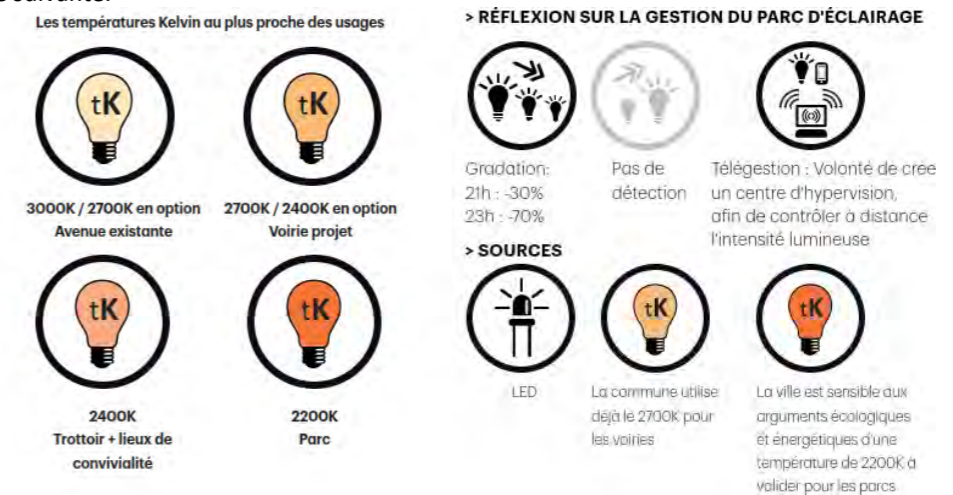 Les températures Kelvin au plus proche des usages
tK
tK
3000K / 2700K en option
Avenue existante
2700K / 2400K en option
Voirie projet
tK
tK
2400K
Trottoir + lieux de
convivialité
2200K
Parc
> RÉFLEXION SUR LA GESTION DU PARC D'ÉCLAIRAGE
Gradation:
21h : -30%
23h : -70%
Pas de
détection
Télégestion : Volonté de crée
un centre d'hypervision,
afin de contrôler à distance
l'intensité lumineuse
> SOURCES
tK
tK
LED
La commune utilise
déjà le 2700K pour
les voiries
La ville est sensible aux
arguments écologiques
et énergétiques d'une
température de 2200K à
valider pour les parcs